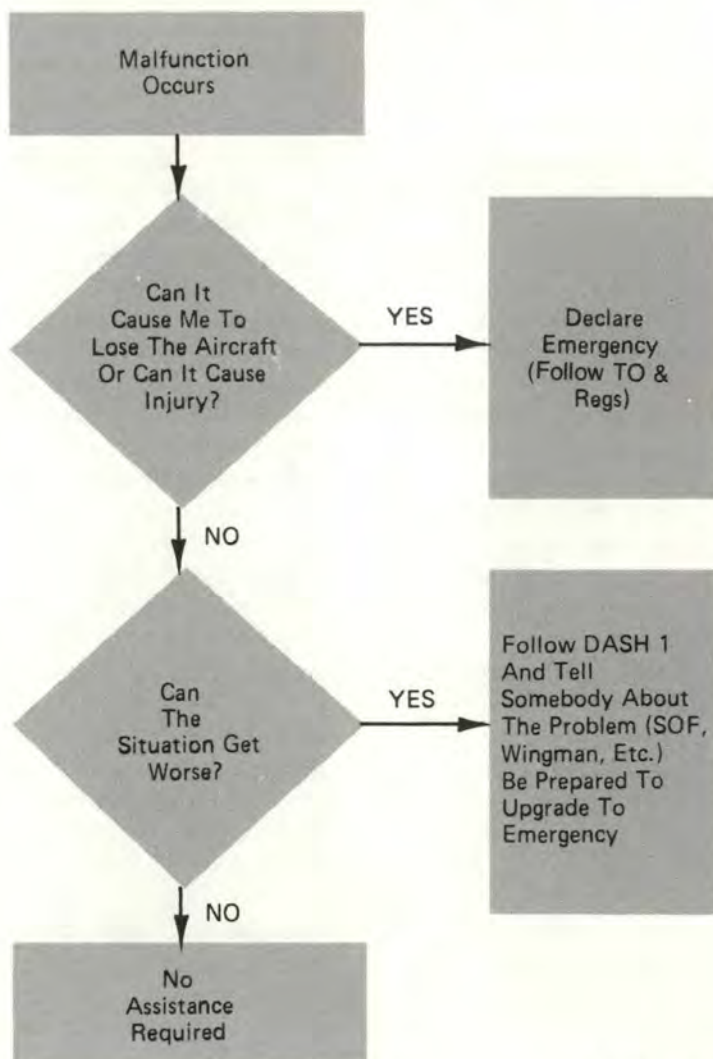 Malfunction
Occurs
Can It
Cause Me To
Lose The Aircraft
Or Can It Cause
Injury?
YES
Declare
Emergency
(Follow TO &
Regs)
NO
Can
The
Situation Get
Worse?
YES
Follow DASH 1
And Tell
Somebody About
The Problem (SOF,
Wingman, Etc.)
Be Prepared To
Upgrade To
Emergency
NO
No
Assistance
Required